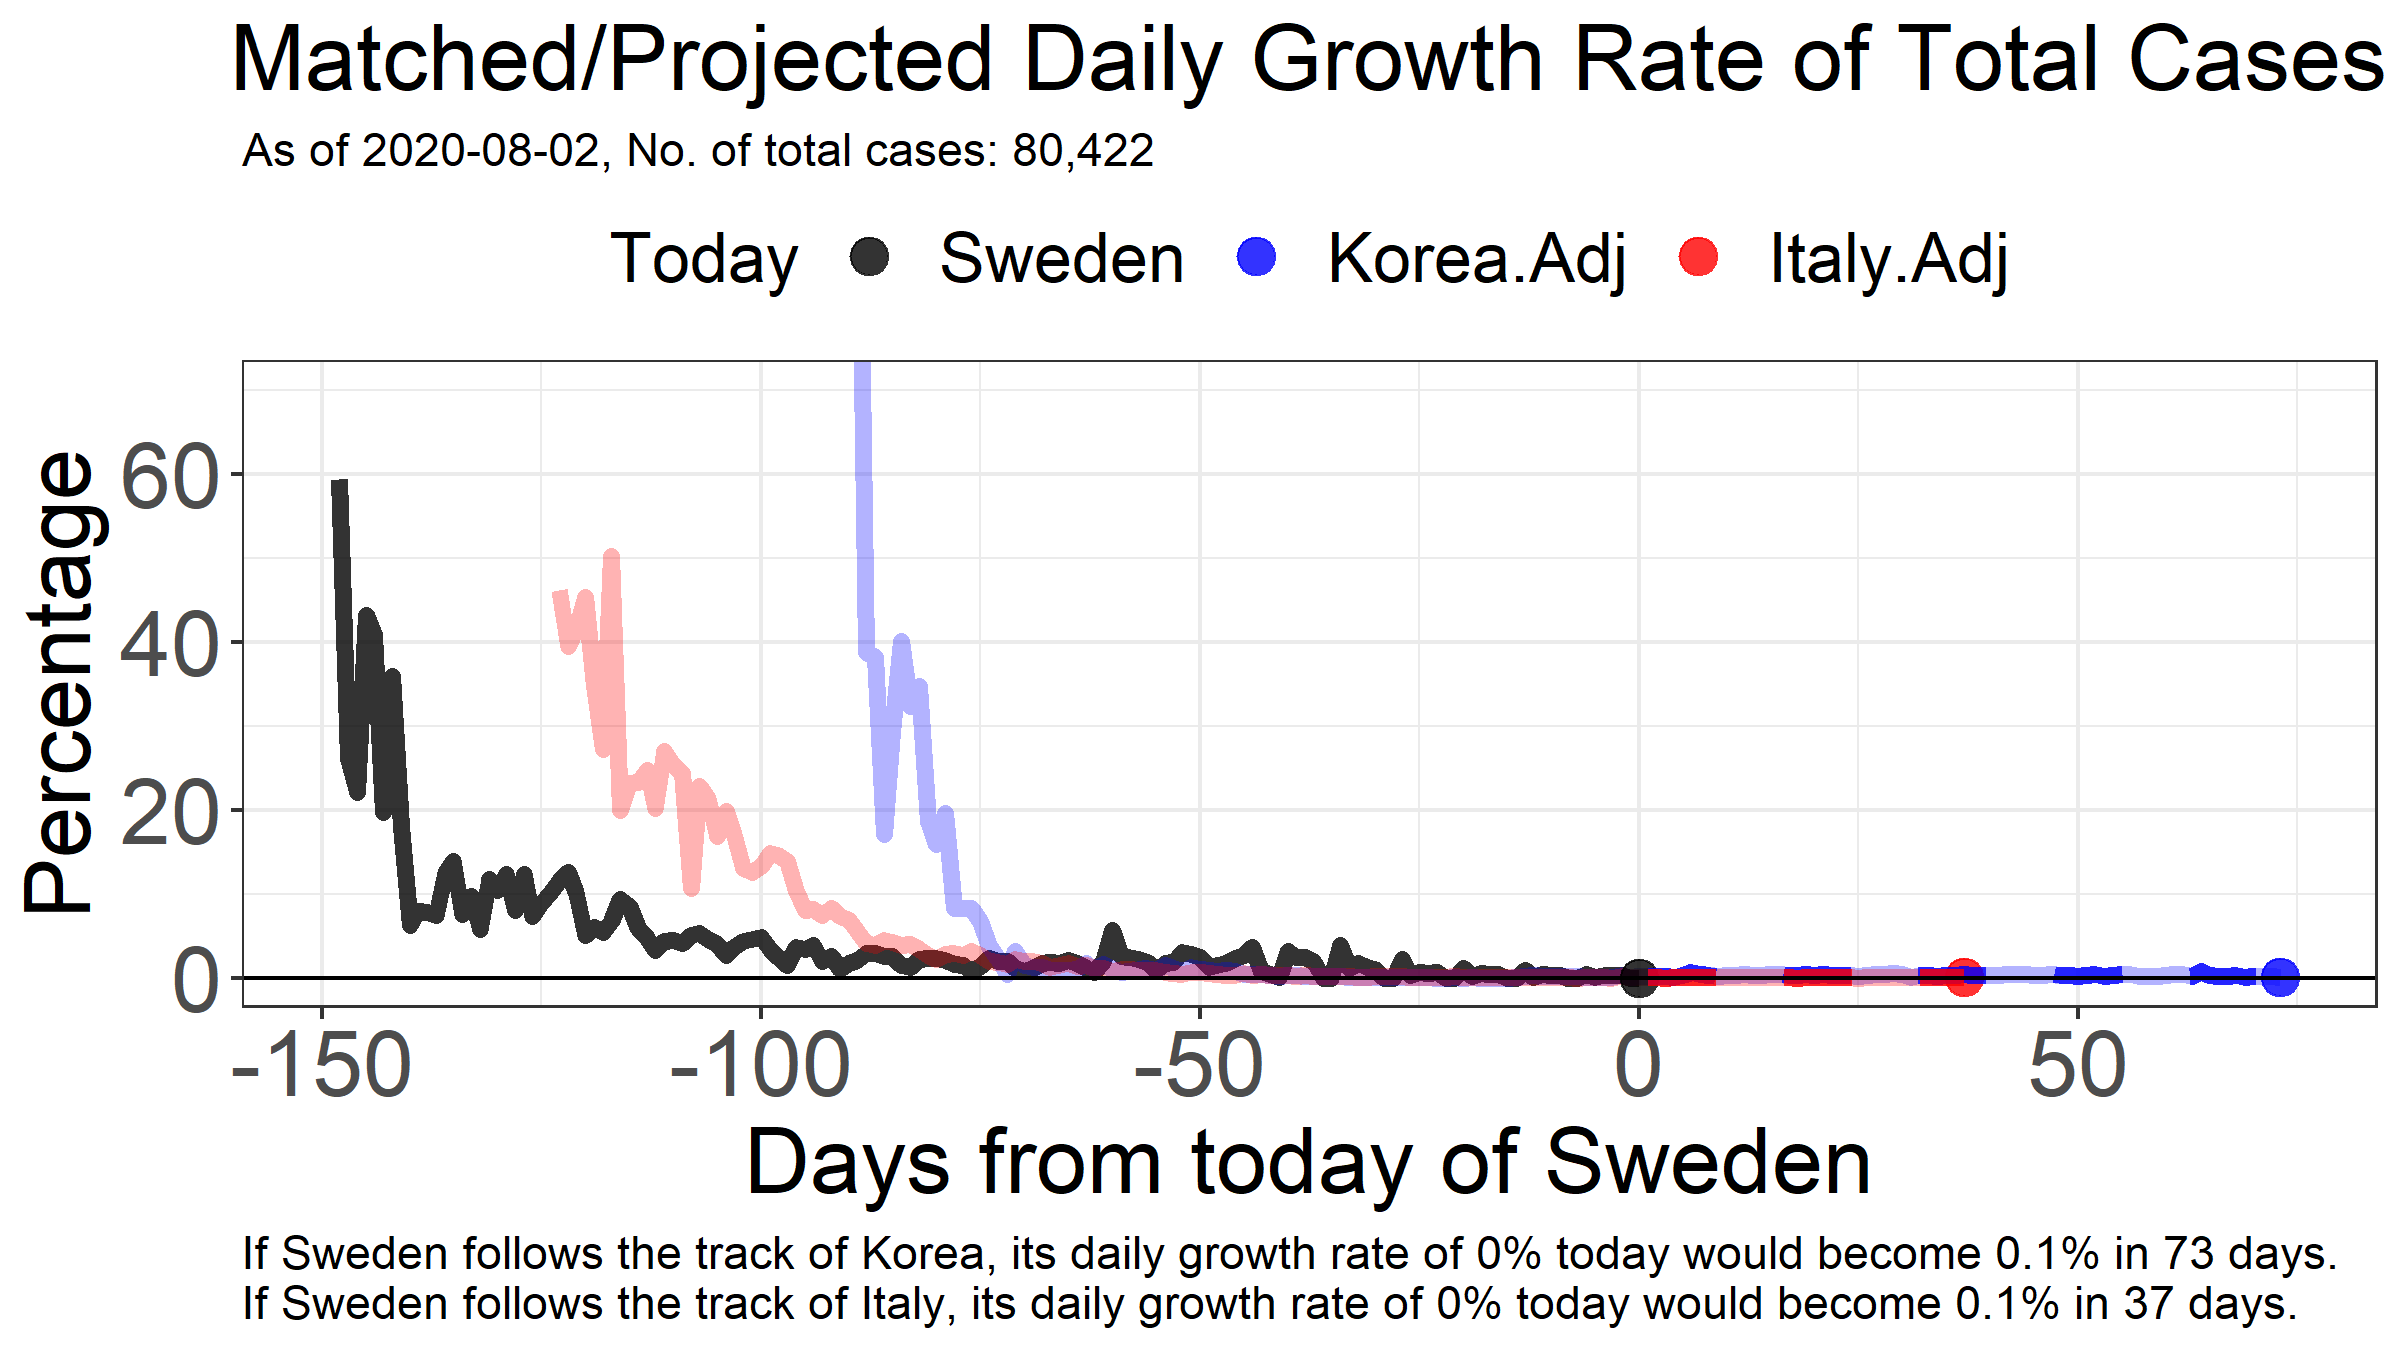 Matched/Projected Daily Growth Rate of Total Cases
As of 2020-08-02, No. of total cases: 80,422
Today Sweden Korea.Adj Italy.Adj
Percentage
60
40
20
0
-150 -100 -50 0 50
Days from today of Sweden
If Sweden follows the track of Korea, its daily growth rate of 0% today would become 0.1% in 73 days.
If Sweden follows the track of Italy, its daily growth rate of 0% today would become 0.1% in 37 days.